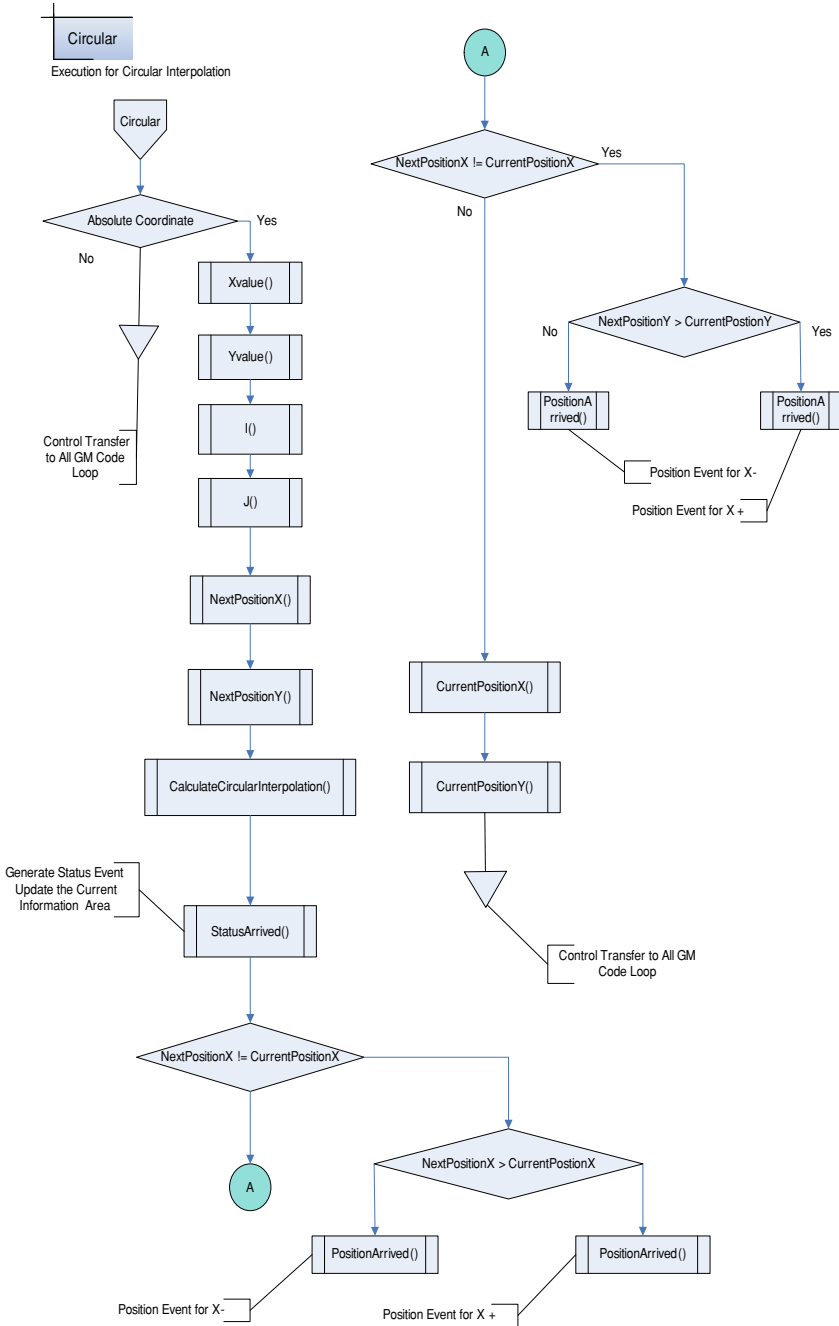 Circular
Execution for Circular Interpolation
Circular
Absolute Coordinate
Yes
No
Xvalue()
Yvalue()
I()
Control Transfer
to All GM Code
Loop
J()
NextPositionX()
NextPositionY()
CalculateCircularInterpolation()
Generate Status Event
Update the Current
Information Area
StatusArrived()
NextPositionX != CurrentPositionX
A
NextPositionX > CurrentPostionX
PositionArrived()
PositionArrived()
Position Event for X-
Position Event for X +
A
NextPositionX != CurrentPositionX
Yes
No
NextPositionY > CurrentPostionY
No
Yes
PositionA
rrived()
PositionA
rrived()
Position Event for X-
Position Event for X +
CurrentPositionX()
CurrentPositionY()
Control Transfer to All GM
Code Loop